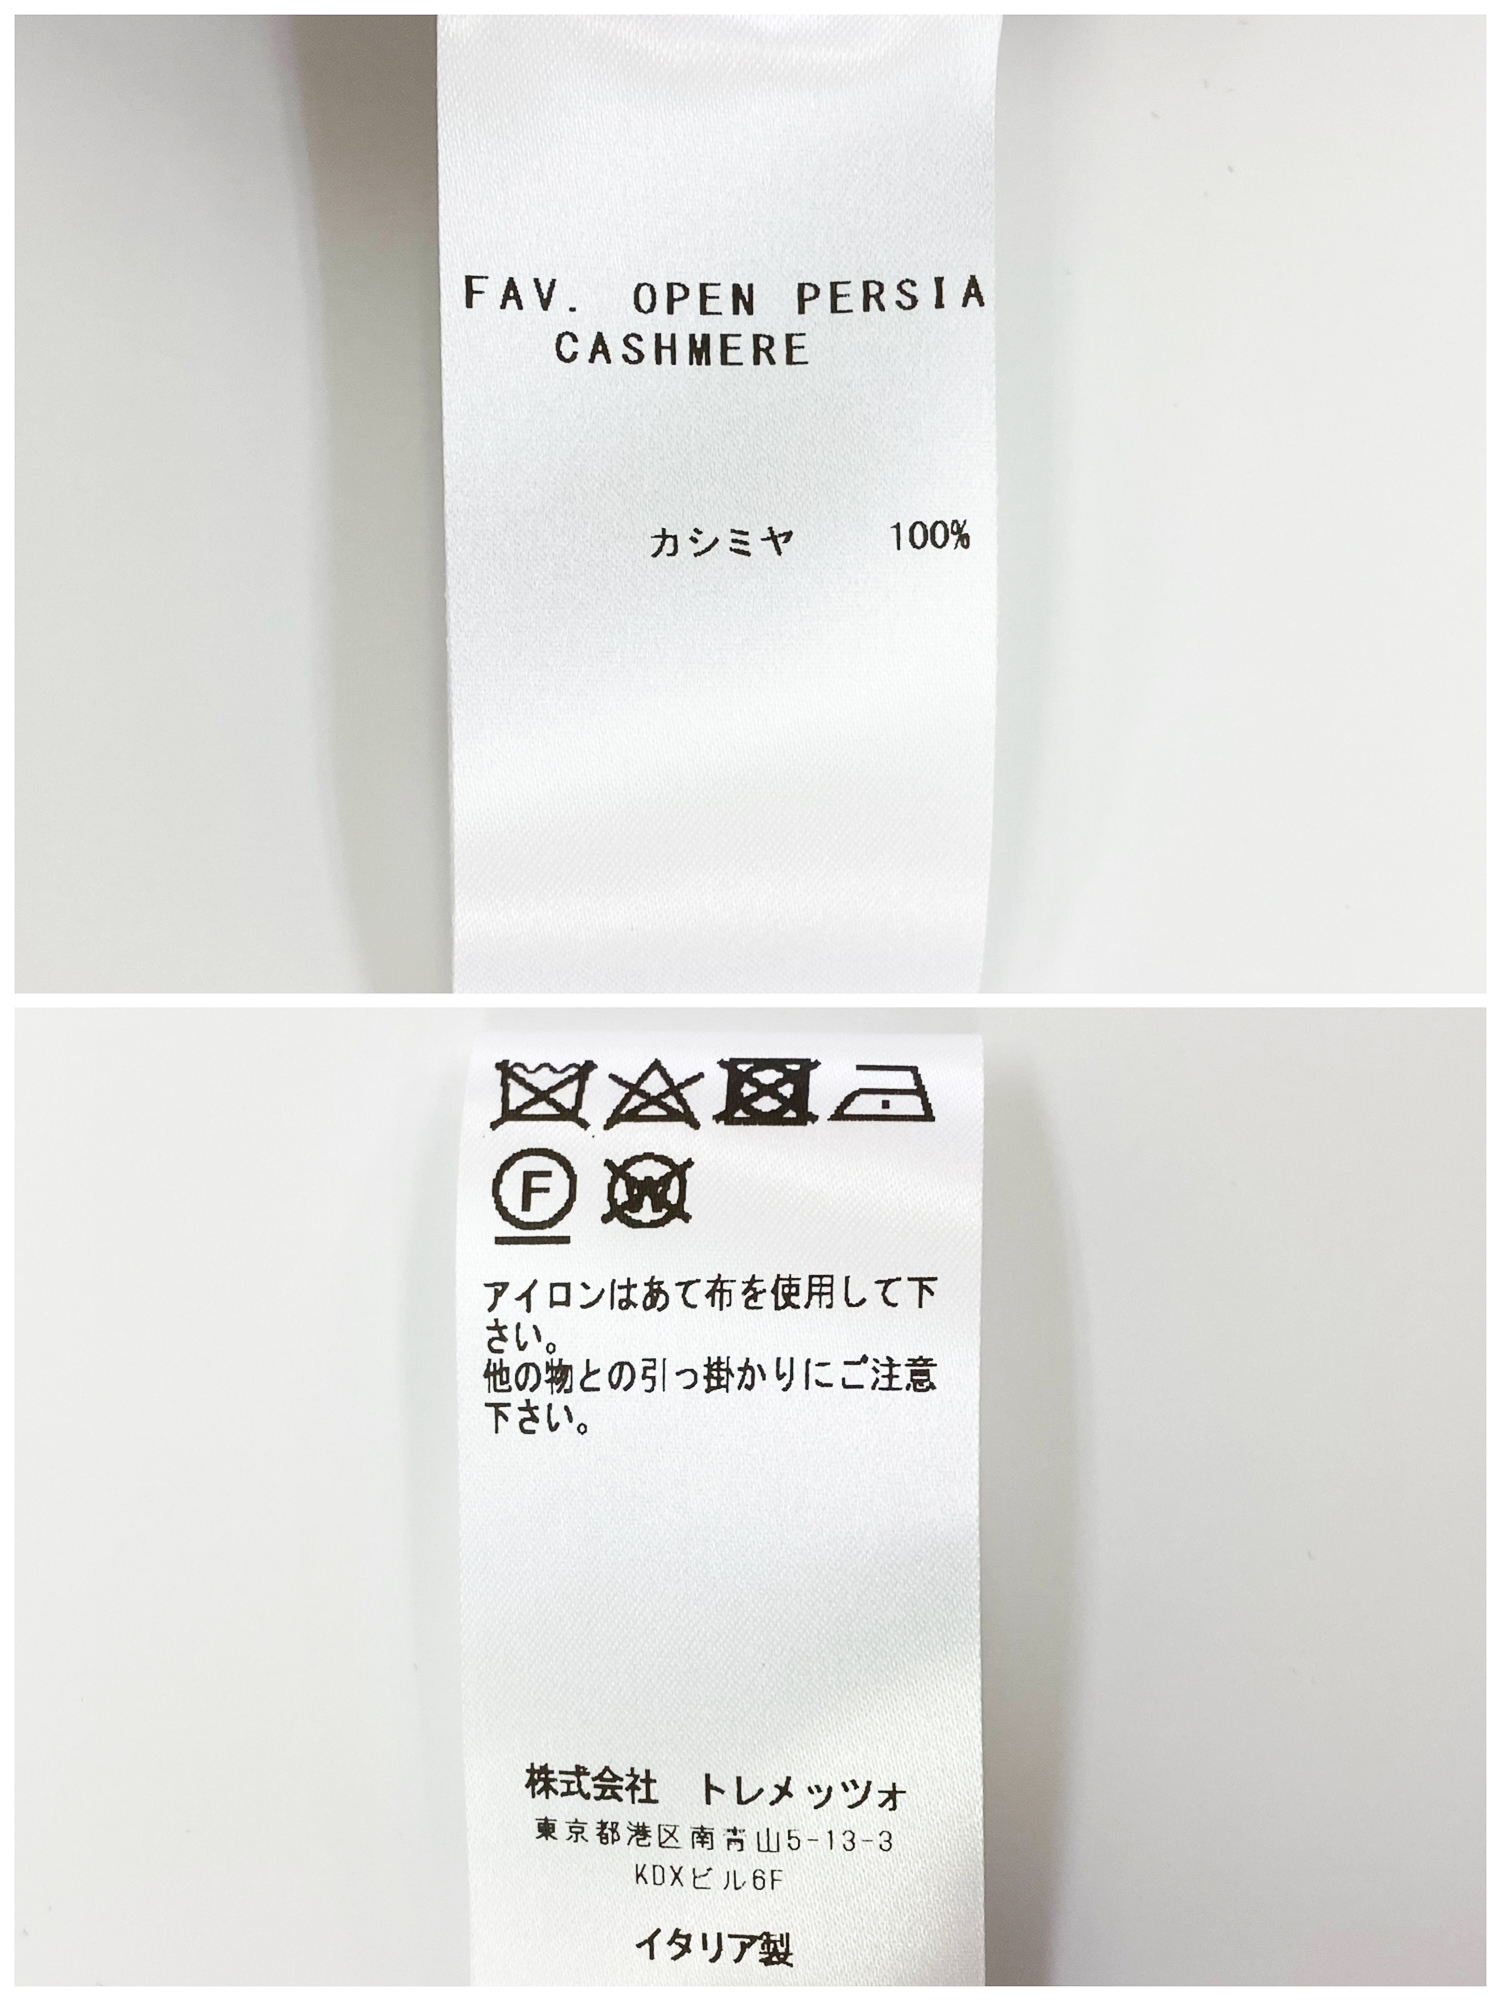 FAV. OPEN PERSIA
CASHMERE
カシミヤ 100%
F
W
アイロンはあて布を使用して下
さい。
他の物との引っ掛かりにご注意
下さい。
株式会社 トレメッツォ
東京都港区南青山5-13-3
KDXビル6F
イタリア製